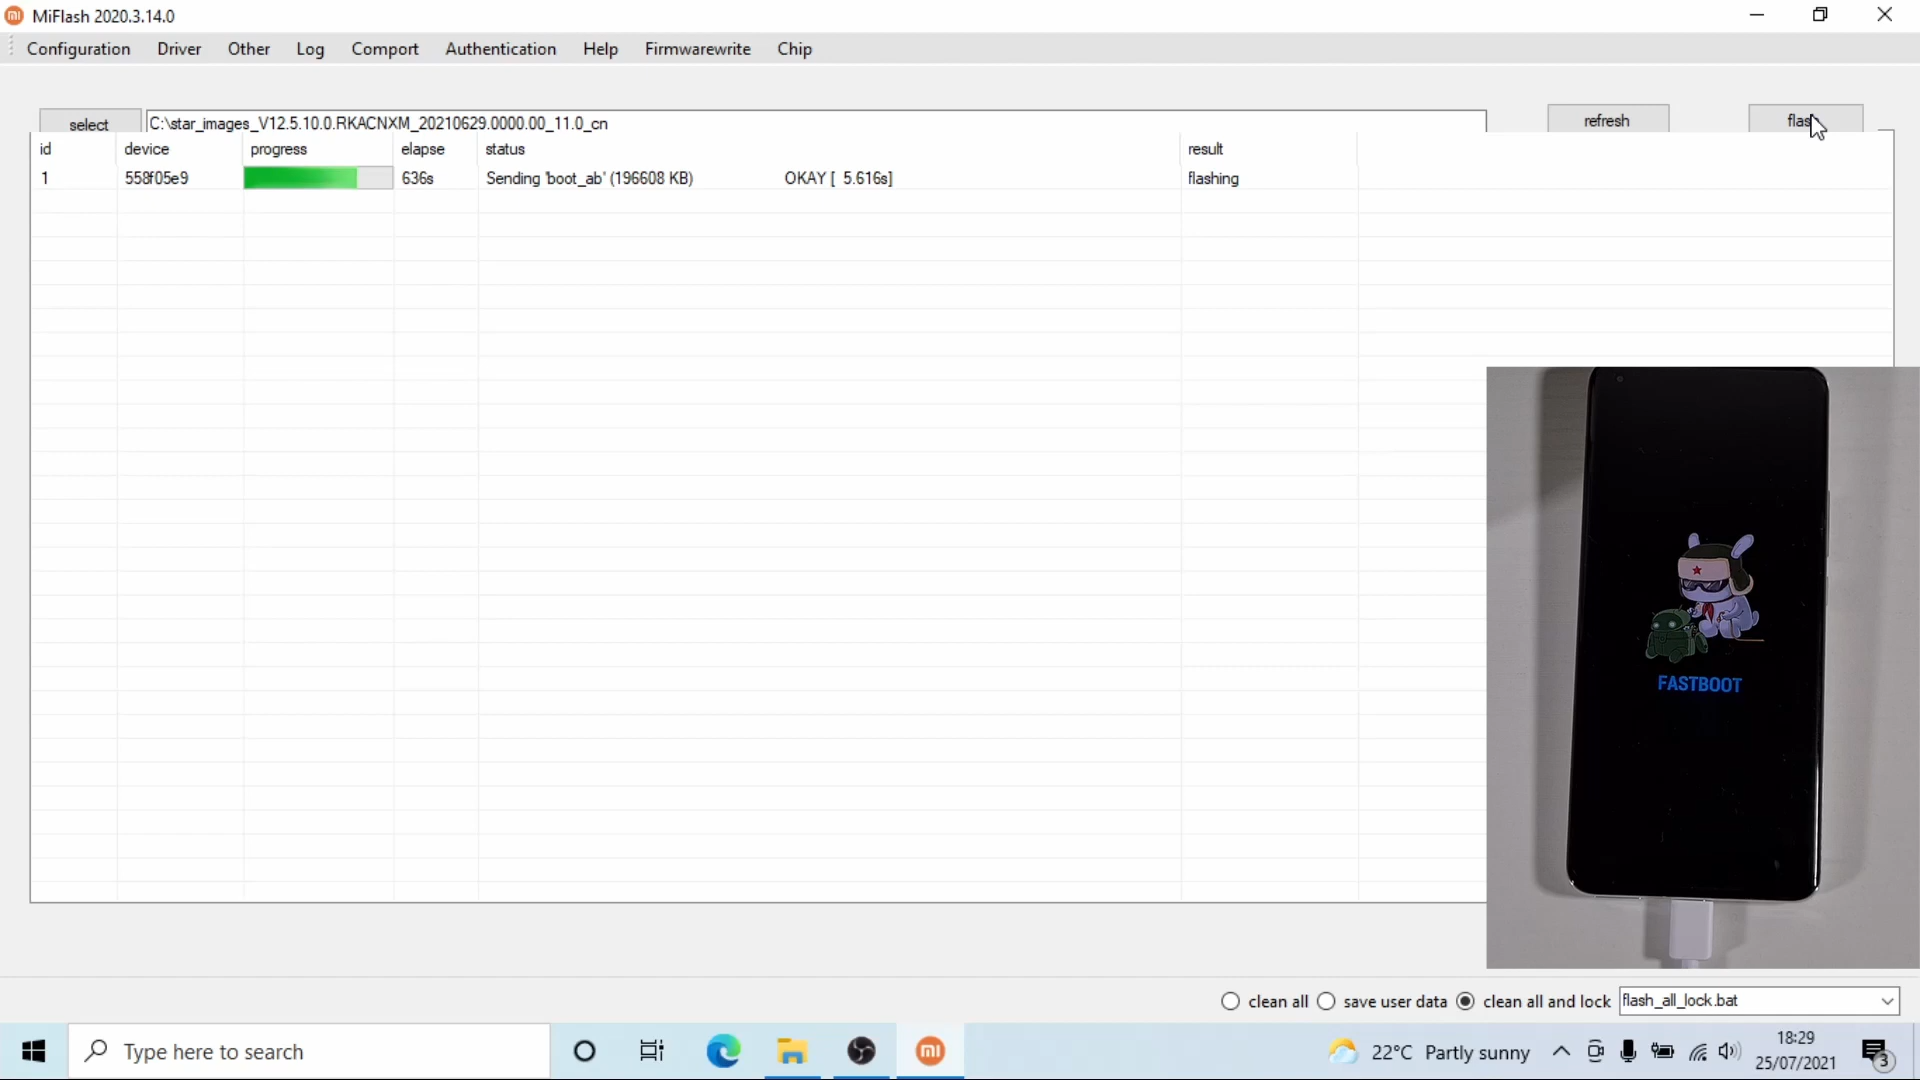 MiFlash 2020.3.14.0
Configuration Driver Other Log Comport Authentication Help Firmwarewrite Chip
select C:\star_images_V12.5.10.0.RKACNXM_20210629.0000.00_11.0_cn refresh flas
id device progress elapse status result
1 558f05e9 636s Sending 'boot_ab' (196608 KB) OKAY [ 5.616s] flashing
FASTBOOT
clean all save user data clean all and lock flash_all_lock.bat
Type here to search 22°C Partly sunny 18:29
25/07/2021 3